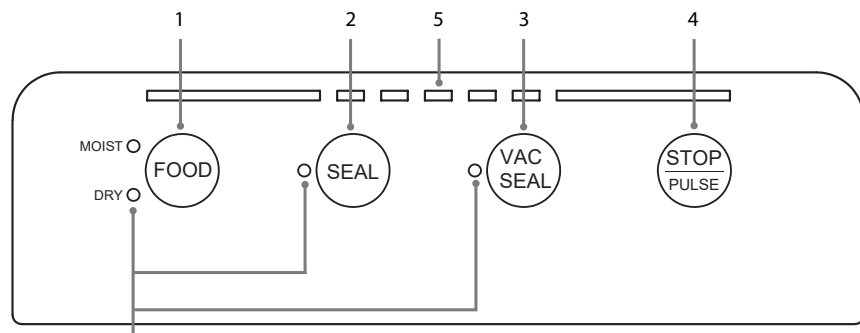 1
2
5
3
4
MOIST
FOOD
DRY
SEAL
VAC
SEAL
STOP
PULSE